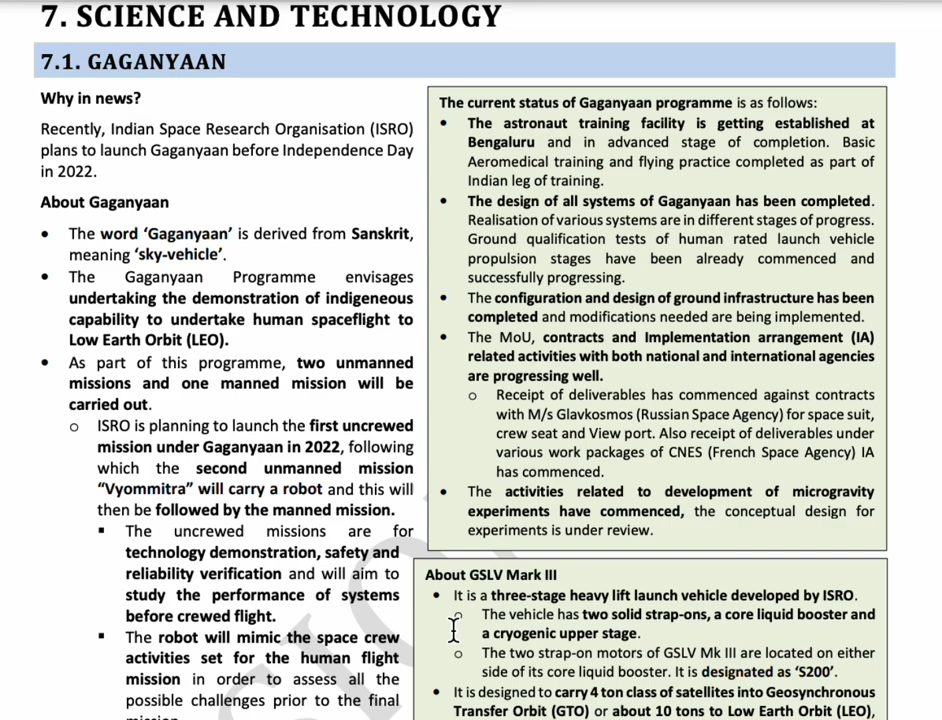 7. SCIENCE AND TECHNOLOGY
7.1. GAGANYAAN
Why in news?
Recently, Indian Space Research Organisation (ISRO)
plans to launch Gaganyaan before Independence Day
in 2022.
About Gaganyaan
• The word ‘Gaganyaan’ is derived from Sanskrit,
meaning ‘sky-vehicle’.
• The Gaganyaan Programme envisages
undertaking the demonstration of indigeneous
capability to undertake human spaceflight to
Low Earth Orbit (LEO).
• As part of this programme, two unmanned
missions and one manned mission will be
carried out.
o ISRO is planning to launch the first uncrewed
mission under Gaganyaan in 2022, following
which the second unmanned mission
“Vyommitra” will carry a robot and this will
then be followed by the manned mission.
▪ The uncrewed missions are for
technology demonstration, safety and
reliability verification and will aim to
study the performance of systems
before crewed flight.
▪ The robot will mimic the space crew
activities set for the human flight
mission in order to assess all the
possible challenges prior to the final
The current status of Gaganyaan programme is as follows:
• The astronaut training facility is getting established at
Bengaluru and in advanced stage of completion. Basic
Aeromedical training and flying practice completed as part of
Indian leg of training.
• The design of all systems of Gaganyaan has been completed.
Realisation of various systems are in different stages of progress.
Ground qualification tests of human rated launch vehicle
propulsion stages have been already commenced and
successfully progressing.
• The configuration and design of ground infrastructure has been
completed and modifications needed are being implemented.
• The MoU, contracts and Implementation arrangement (IA)
related activities with both national and international agencies
are progressing well.
o Receipt of deliverables has commenced against contracts
with M/s Glavkosmos (Russian Space Agency) for space suit,
crew seat and View port. Also receipt of deliverables under
various work packages of CNES (French Space Agency) IA
has commenced.
• The activities related to development of microgravity
experiments have commenced, the conceptual design for
experiments is under review.
About GSLV Mark III
• It is a three-stage heavy lift launch vehicle developed by ISRO.
o The vehicle has two solid strap-ons, a core liquid booster and
a cryogenic upper stage.
o The two strap-on motors of GSLV Mk III are located on either
side of its core liquid booster. It is designated as ‘S200’.
• It is designed to carry 4 ton class of satellites into Geosynchronous
Transfer Orbit (GTO) or about 10 tons to Low Earth Orbit (LEO),